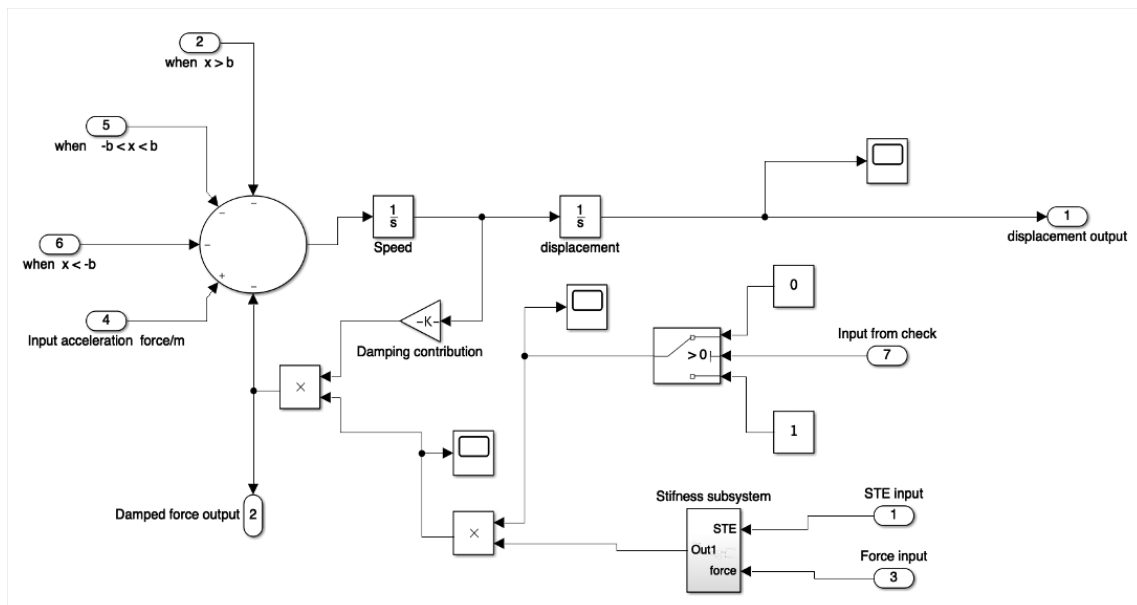 2
when x > b
5
when -b < x < b
−
−
1
s
Speed
1
s
displacement
1
displacement output
6
when x < -b
−
+
−
4
Input acceleration force/m
-K-
Damping contribution
0
Input from check
> 0
7
×
1
Damped force output
2
×
Stifness subsystem
STE
Out1
force
STE input
1
Force input
3